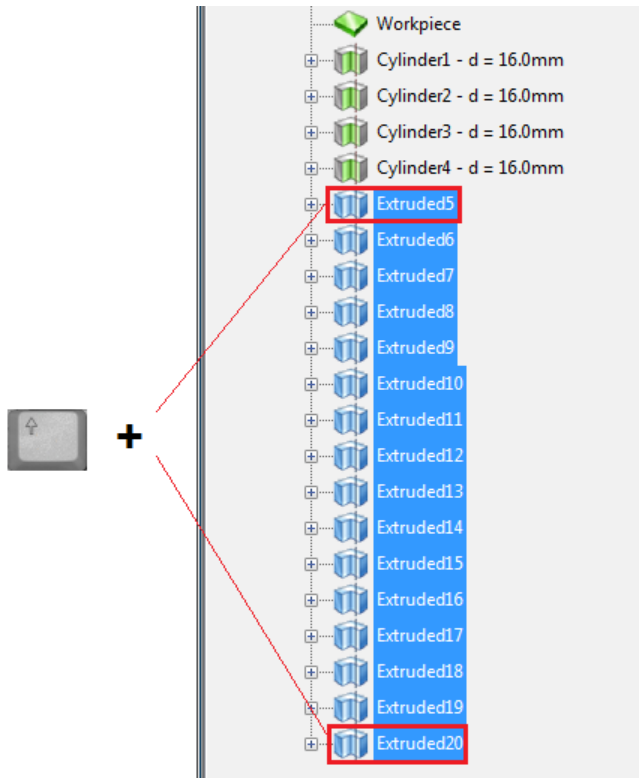 Workpiece
Cylinder1 - d = 16.0mm
Cylinder2 - d = 16.0mm
Cylinder3 - d = 16.0mm
Cylinder4 - d = 16.0mm
Extruded5
Extruded6
Extruded7
Extruded8
Extruded9
Extruded10
Extruded11
Extruded12
+ Extruded13
Extruded14
Extruded15
Extruded16
Extruded17
Extruded18
Extruded19
Extruded20